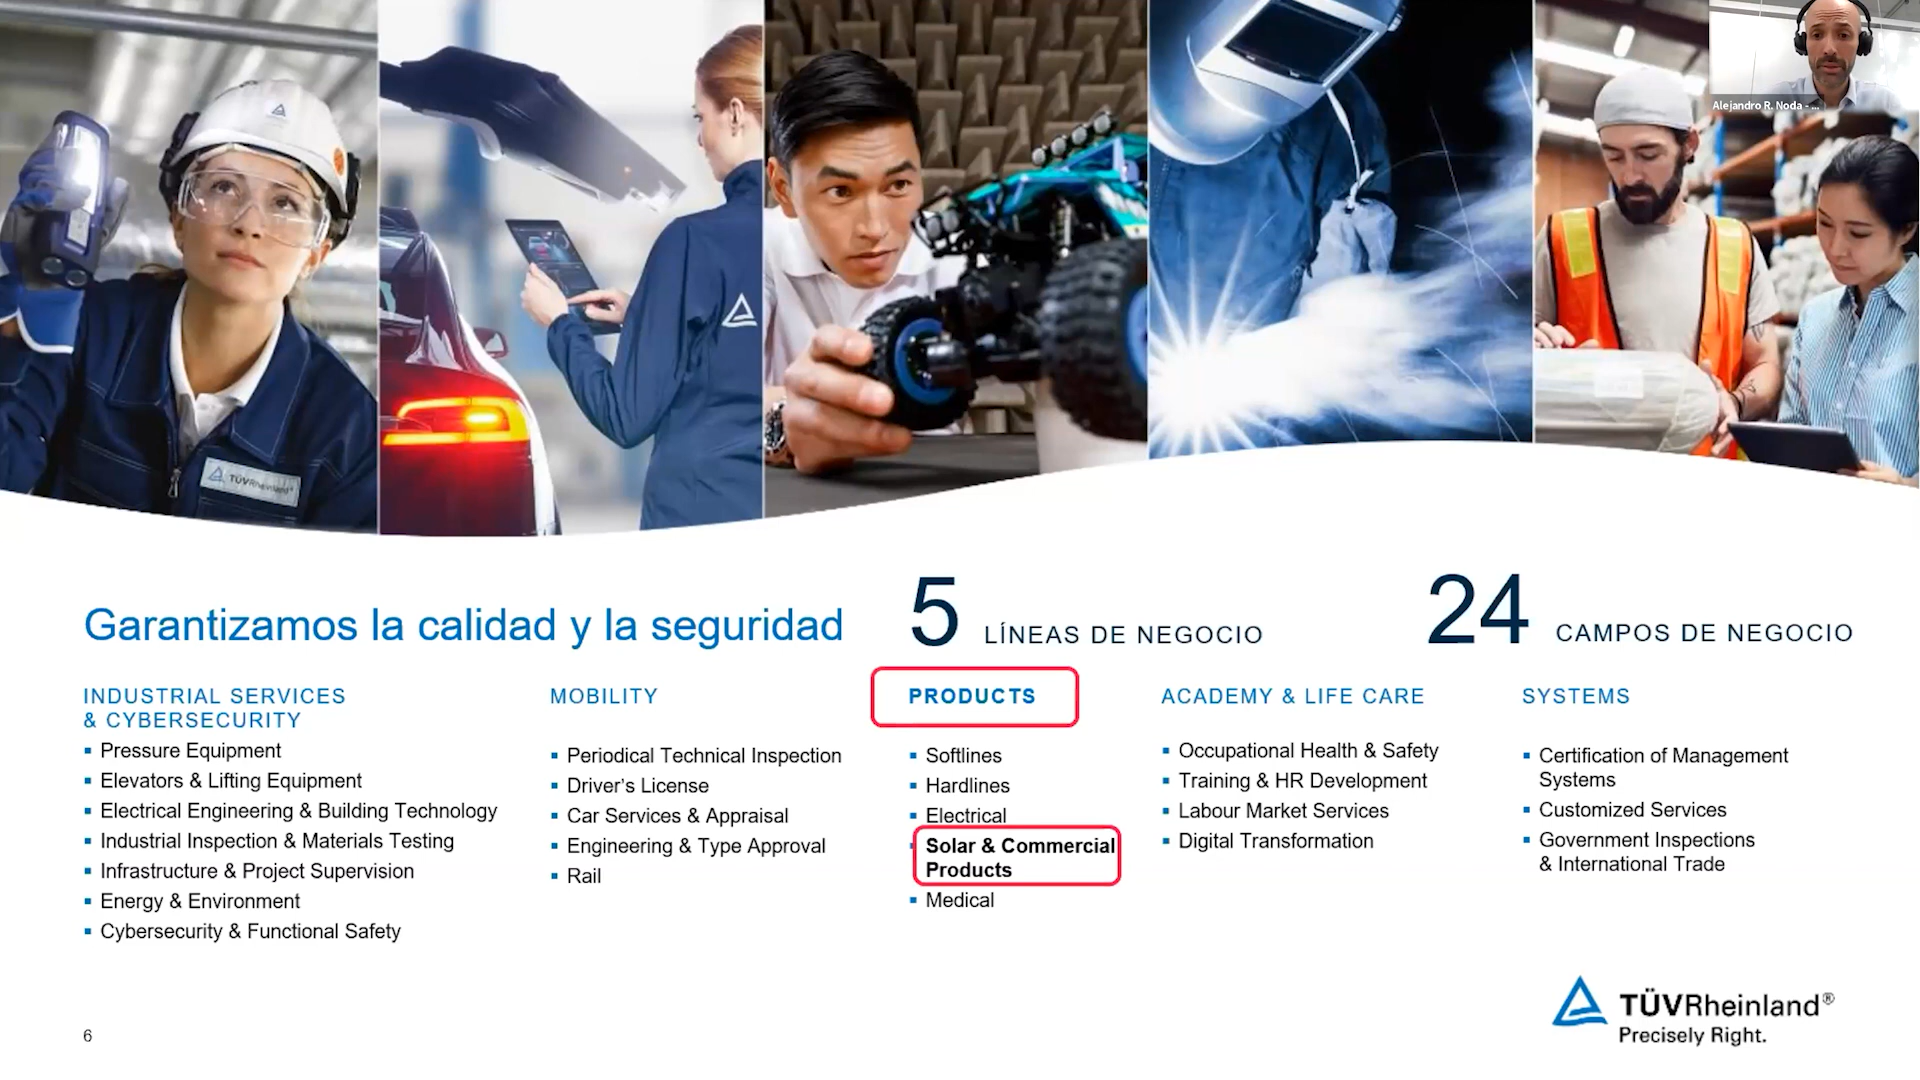 Alejandro R. Noda - ...
TÜVRheinland®
Garantizamos la calidad y la seguridad
5 LÍNEAS DE NEGOCIO
24 CAMPOS DE NEGOCIO
INDUSTRIAL SERVICES
& CYBERSECURITY
▪ Pressure Equipment
▪ Elevators & Lifting Equipment
▪ Electrical Engineering & Building Technology
▪ Industrial Inspection & Materials Testing
▪ Infrastructure & Project Supervision
▪ Energy & Environment
▪ Cybersecurity & Functional Safety
MOBILITY
▪ Periodical Technical Inspection
▪ Driver’s License
▪ Car Services & Appraisal
▪ Engineering & Type Approval
▪ Rail
PRODUCTS
▪ Softlines
▪ Hardlines
▪ Electrical
▪ Solar & Commercial
Products
▪ Medical
ACADEMY & LIFE CARE
▪ Occupational Health & Safety
▪ Training & HR Development
▪ Labour Market Services
▪ Digital Transformation
SYSTEMS
▪ Certification of Management
Systems
▪ Customized Services
▪ Government Inspections
& International Trade
6
TÜVRheinland®
Precisely Right.